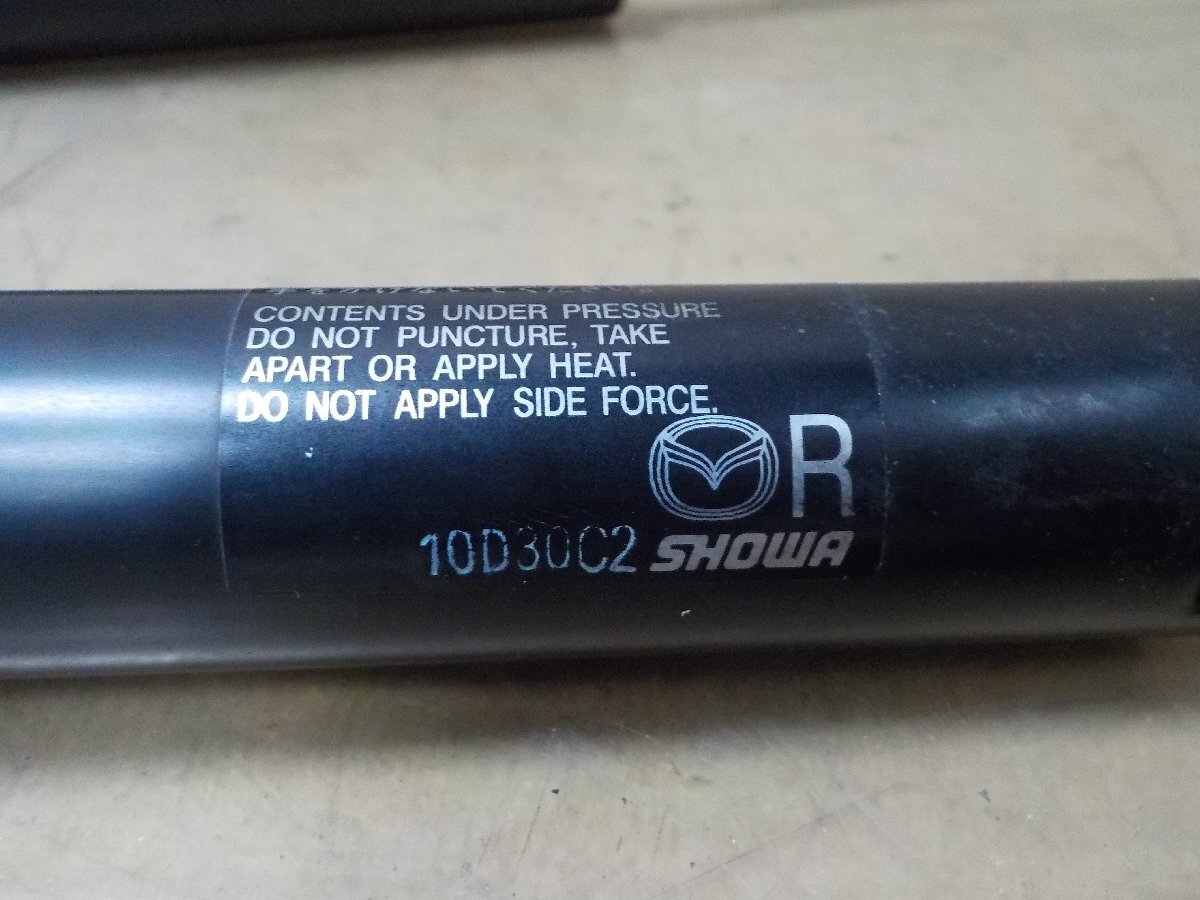 CONTENTS UNDER PRESSURE
DO NOT PUNCTURE, TAKE
APART OR APPLY HEAT.
DO NOT APPLY SIDE FORCE.
R
10D30C2 SHOWA